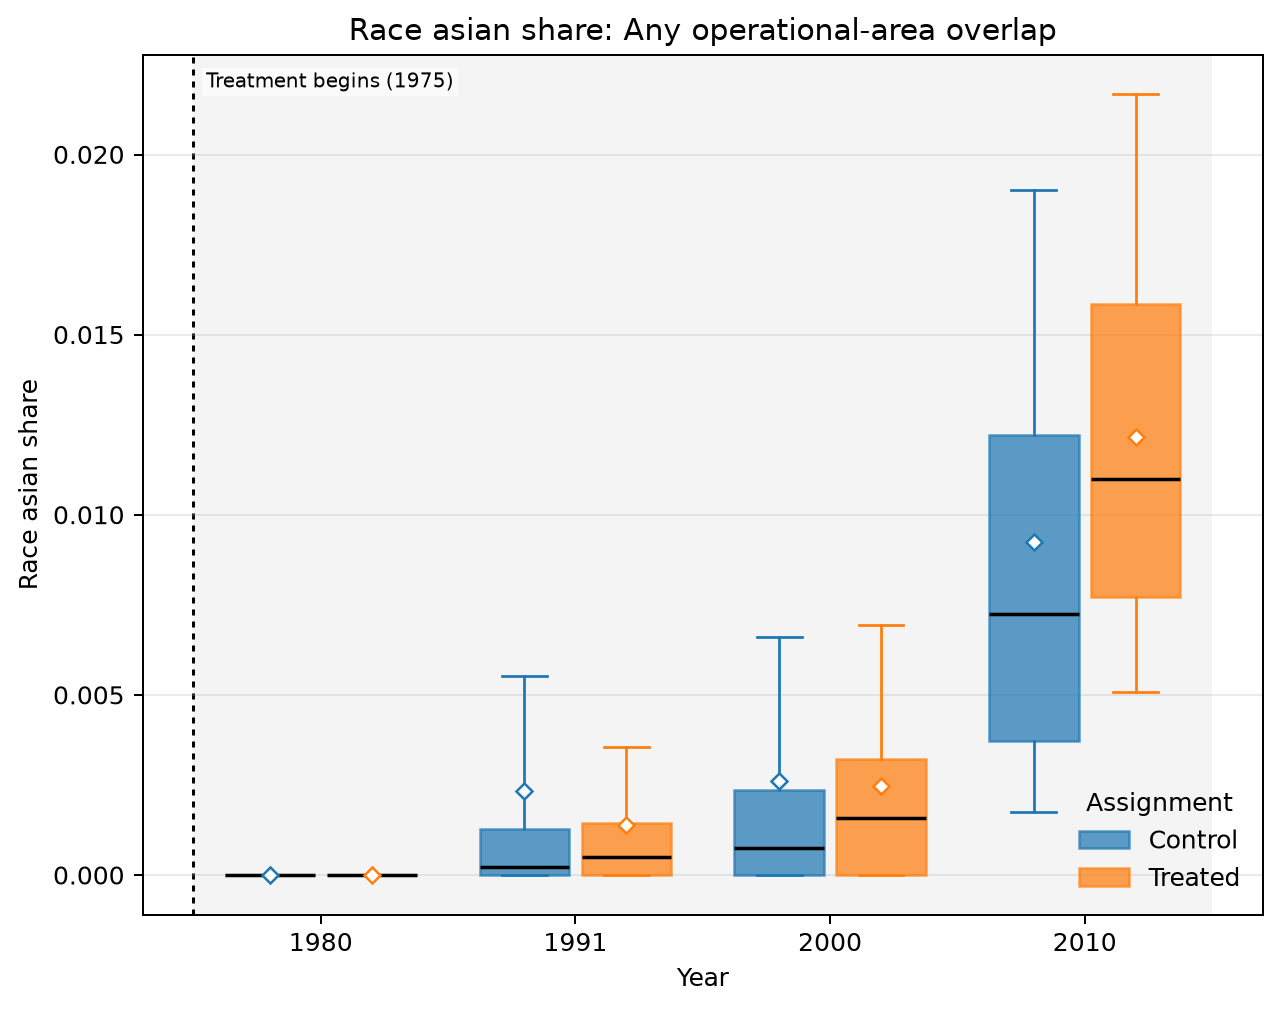 Race asian share: Any operational-area overlap
Treatment begins (1975)
0.020
0.015
0.010
0.005
0.000
Race asian share
1980
1991
2000
2010
Year
Assignment
Control
Treated